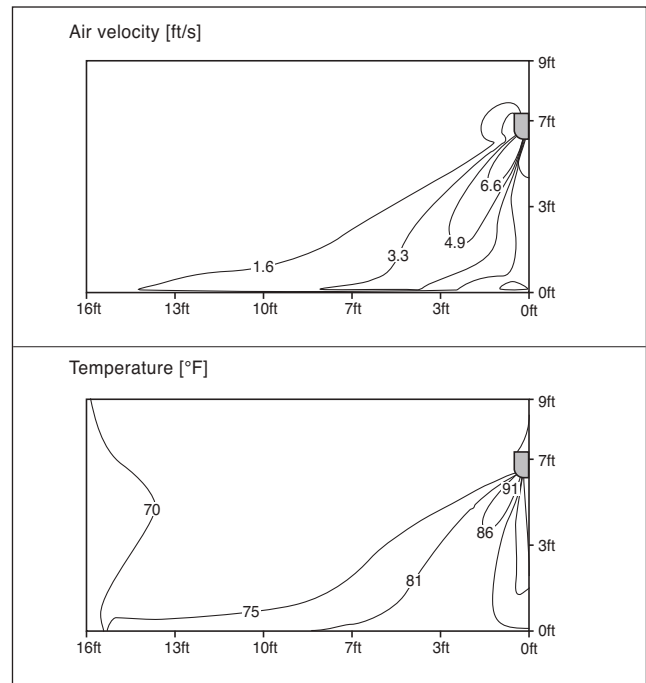 Air velocity [ft/s]
9ft
7ft
6.6
3ft
4.9
3.3
1.6
0ft
16ft 13ft 10ft 7ft 3ft 0ft
Temperature [°F]
9ft
7ft
91
70
86
3ft
81
75
0ft
16ft 13ft 10ft 7ft 3ft 0ft